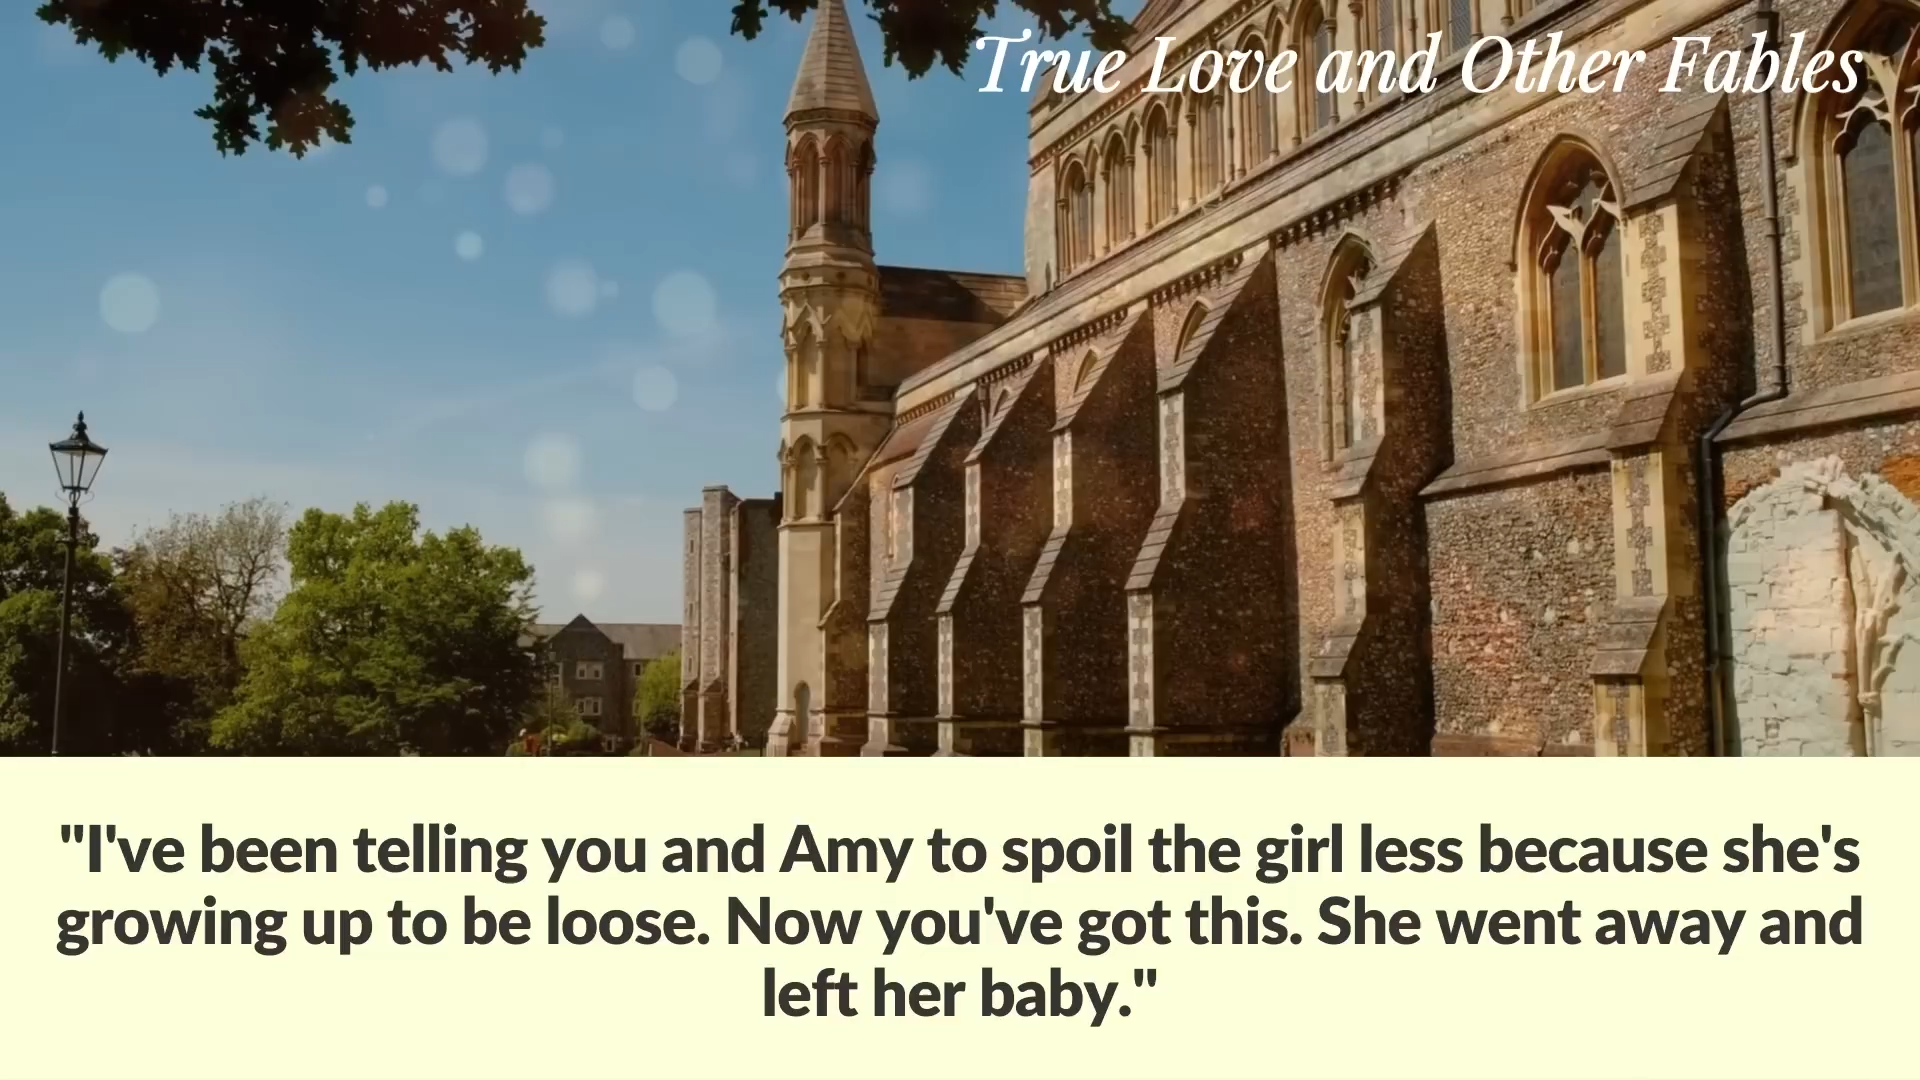 True Love and Other Fables
"I've been telling you and Amy to spoil the girl less because she's
growing up to be loose. Now you've got this. She went away and
left her baby."